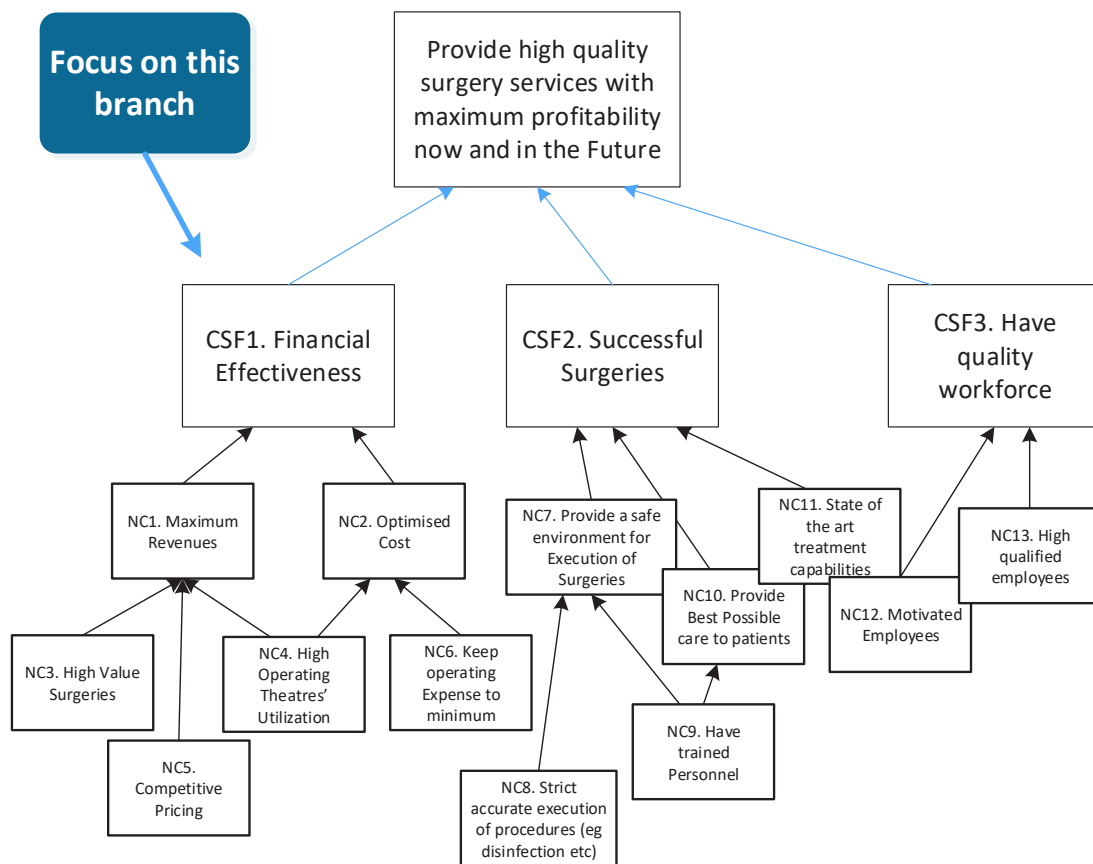 Focus on this
branch
Provide high quality
surgery services with
maximum profitability
now and in the Future
CSF1. Financial
Effectiveness
CSF2. Successful
Surgeries
CSF3. Have
quality
workforce
NC1. Maximum
Revenues
NC2. Optimised
Cost
NC7. Provide a safe
environment for
Execution of
Surgeries
NC11. State of
the art
treatment
capabilities
NC13. High
qualified
employees
NC10. Provide
Best Possible
care to patients
NC12. Motivated
Employees
NC3. High Value
Surgeries
NC4. High
Operating
Theatres’
Utilization
NC6. Keep
operating
Expense to
minimum
NC9. Have
trained
Personnel
NC5.
Competitive
Pricing
NC8. Strict
accurate execution
of procedures (eg
disinfection etc)